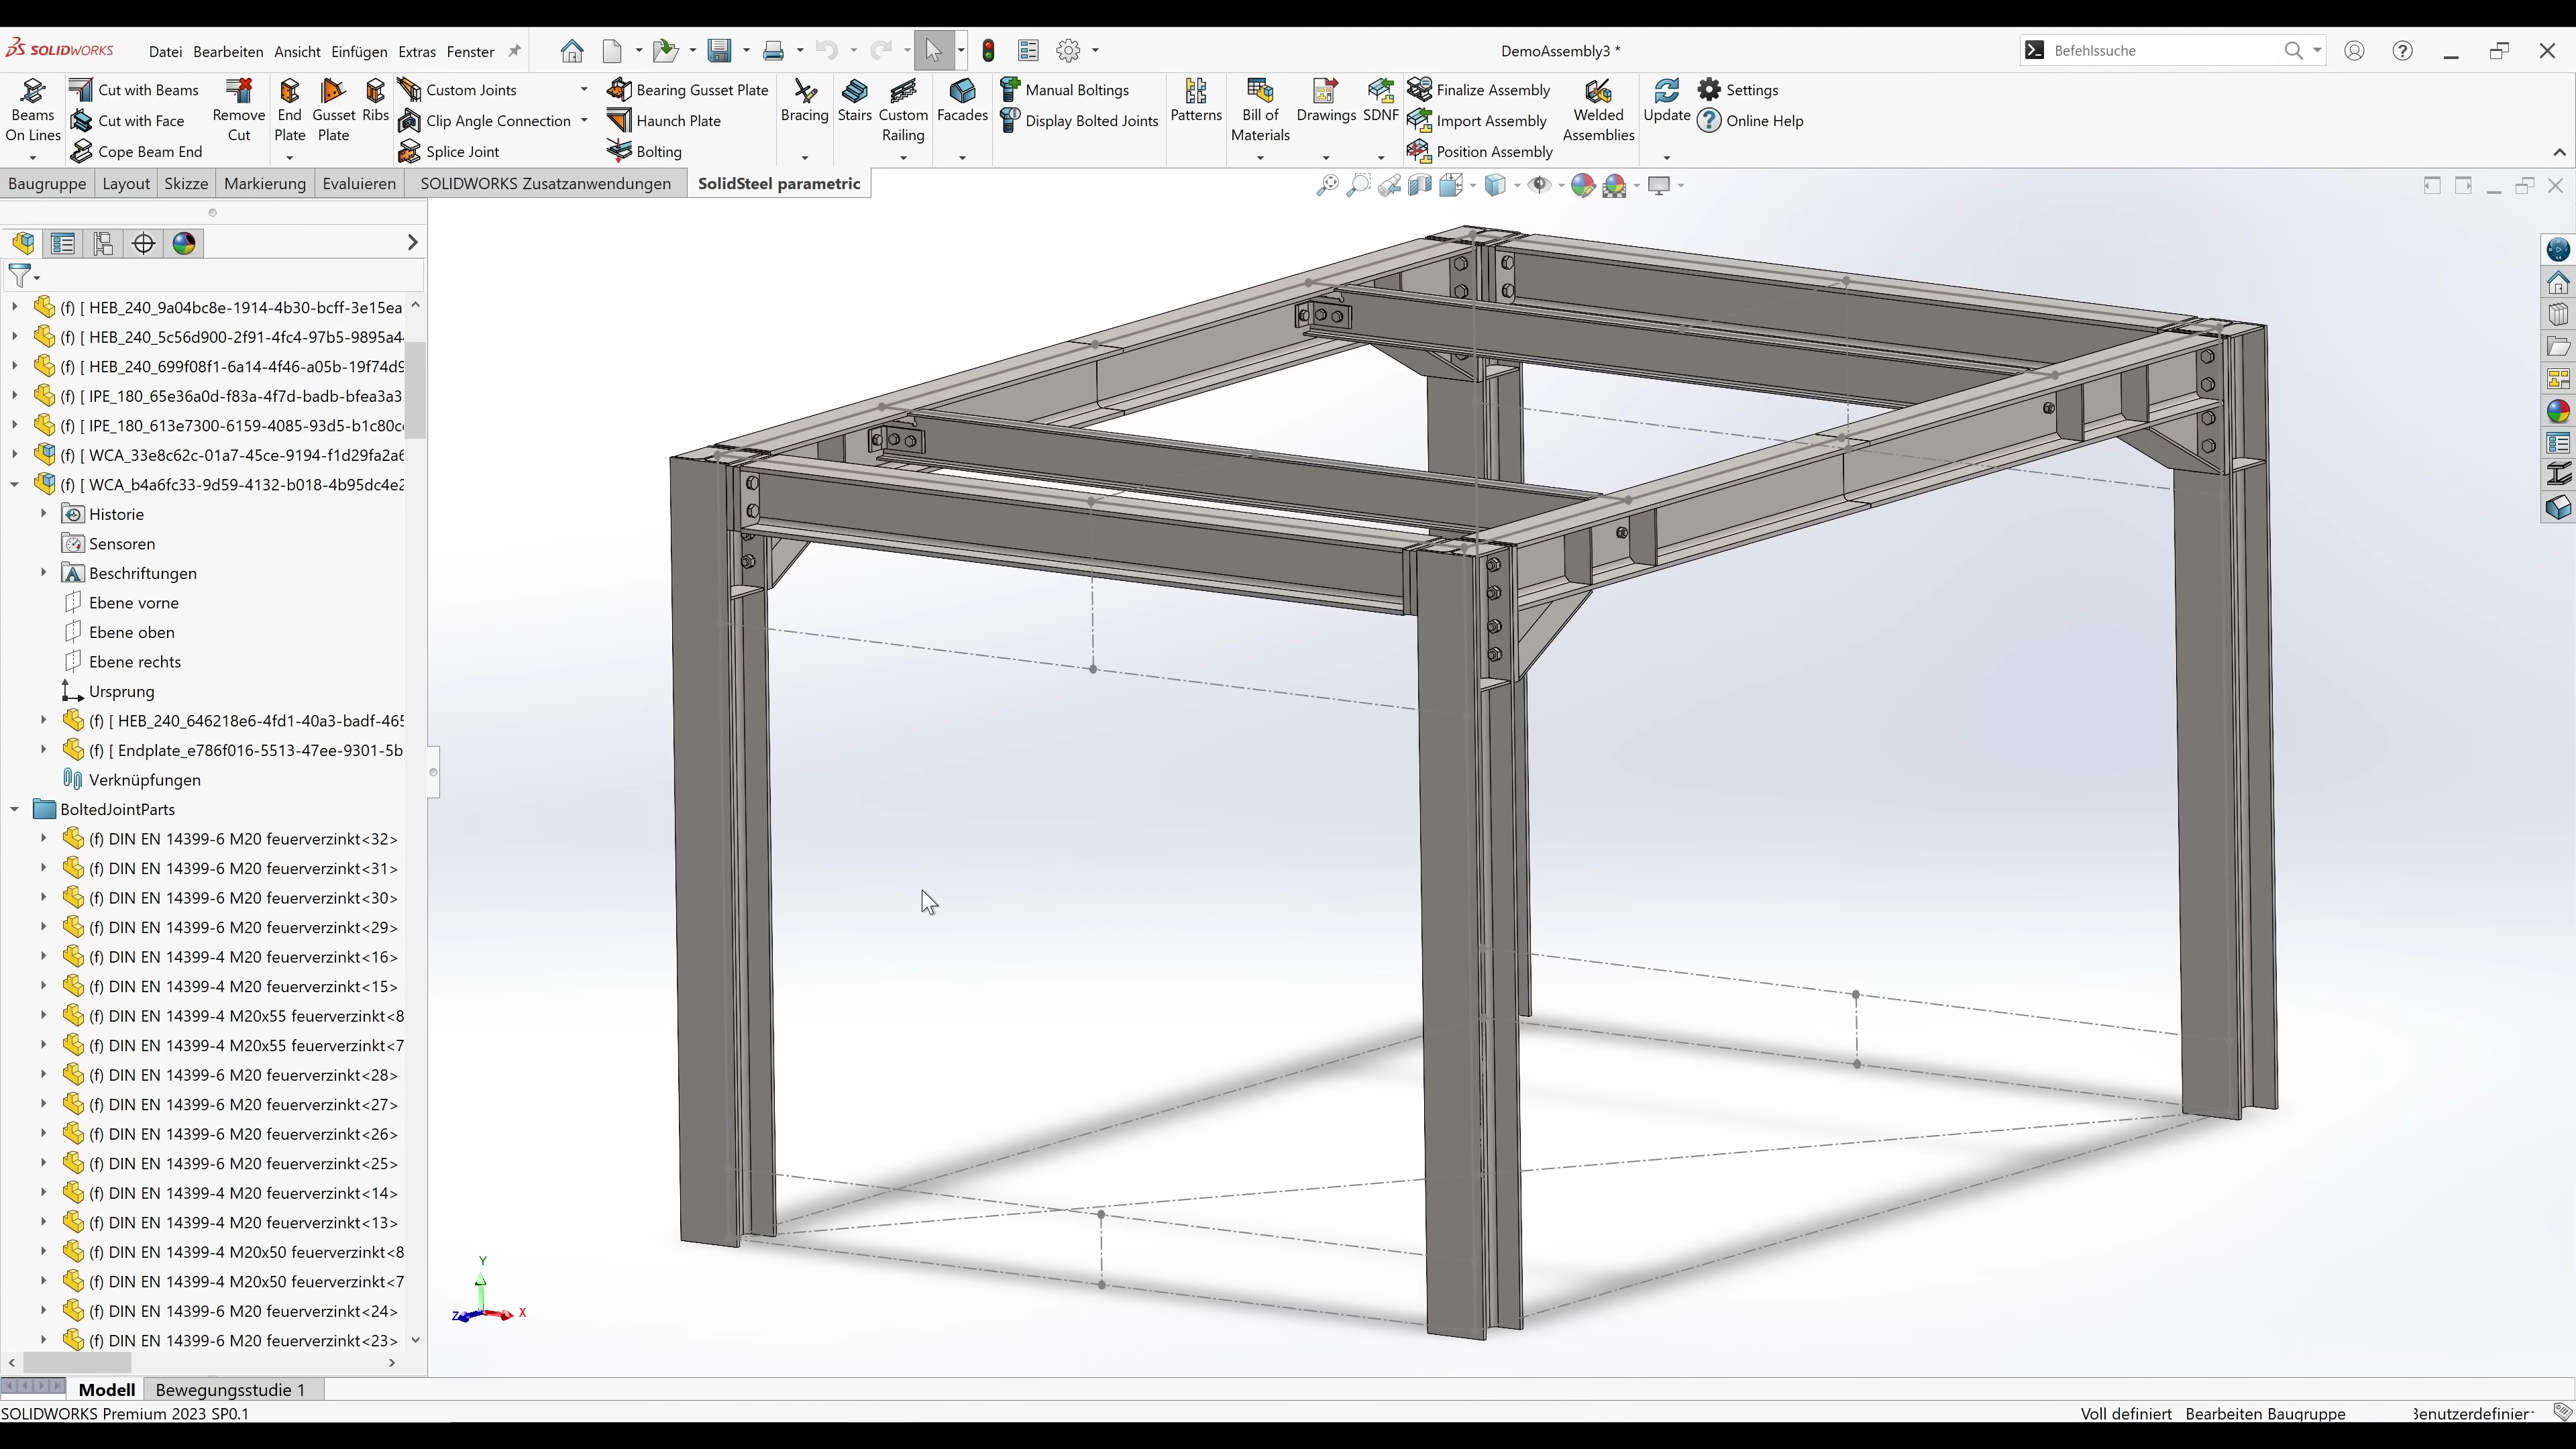 SOLIDWORKS
Datei Bearbeiten Ansicht Einfügen Extras Fenster
DemoAssembly3 *
Befehlssuche
Beams On Lines
Cut with Beams
Cut with Face
Cope Beam End
Remove Cut
End Plate
Gusset Plate
Ribs
Custom Joints
Clip Angle Connection
Splice Joint
Bearing Gusset Plate
Haunch Plate
Bolting
Bracing
Stairs
Custom Railing
Facades
Manual Boltings
Display Bolted Joints
Patterns
Bill of Materials
Drawings
SDNF
Finalize Assembly
Import Assembly
Position Assembly
Welded Assemblies
Update
Settings
Online Help
Baugruppe Layout Skizze Markierung Evaluieren SOLIDWORKS Zusatzanwendungen SolidSteel parametric
(f) [ HEB_240_9a04bc8e-1914-4b30-bcff-3e15ea
(f) [ HEB_240_5c56d900-2f91-4fc4-97b5-9895a4
(f) [ HEB_240_699f08f1-6a14-4f46-a05b-19f74d9
(f) [ IPE_180_65e36a0d-f83a-4f7d-badb-bfea3a3
(f) [ IPE_180_613e7300-6159-4085-93d5-b1c80c
(f) [ WCA_33e8c62c-01a7-45ce-9194-f1d29fa2a6
(f) [ WCA_b4a6fc33-9d59-4132-b018-4b95dc4e2
Historie
Sensoren
Beschriftungen
Ebene vorne
Ebene oben
Ebene rechts
Ursprung
(f) [ HEB_240_646218e6-4fd1-40a3-badf-465
(f) [ Endplate_e786f016-5513-47ee-9301-5b
Verknüpfungen
BoltedJointParts
(f) DIN EN 14399-6 M20 feuerverzinkt<32>
(f) DIN EN 14399-6 M20 feuerverzinkt<31>
(f) DIN EN 14399-6 M20 feuerverzinkt<30>
(f) DIN EN 14399-6 M20 feuerverzinkt<29>
(f) DIN EN 14399-4 M20 feuerverzinkt<16>
(f) DIN EN 14399-4 M20 feuerverzinkt<15>
(f) DIN EN 14399-4 M20x55 feuerverzinkt<8
(f) DIN EN 14399-4 M20x55 feuerverzinkt<7
(f) DIN EN 14399-6 M20 feuerverzinkt<28>
(f) DIN EN 14399-6 M20 feuerverzinkt<27>
(f) DIN EN 14399-6 M20 feuerverzinkt<26>
(f) DIN EN 14399-6 M20 feuerverzinkt<25>
(f) DIN EN 14399-4 M20 feuerverzinkt<14>
(f) DIN EN 14399-4 M20 feuerverzinkt<13>
(f) DIN EN 14399-4 M20x50 feuerverzinkt<8
(f) DIN EN 14399-4 M20x50 feuerverzinkt<7
(f) DIN EN 14399-6 M20 feuerverzinkt<24>
(f) DIN EN 14399-6 M20 feuerverzinkt<23>
Y
Z X
Modell Bewegungsstudie 1
SOLIDWORKS Premium 2023 SP0.1
Voll definiert Bearbeiten Baugruppe